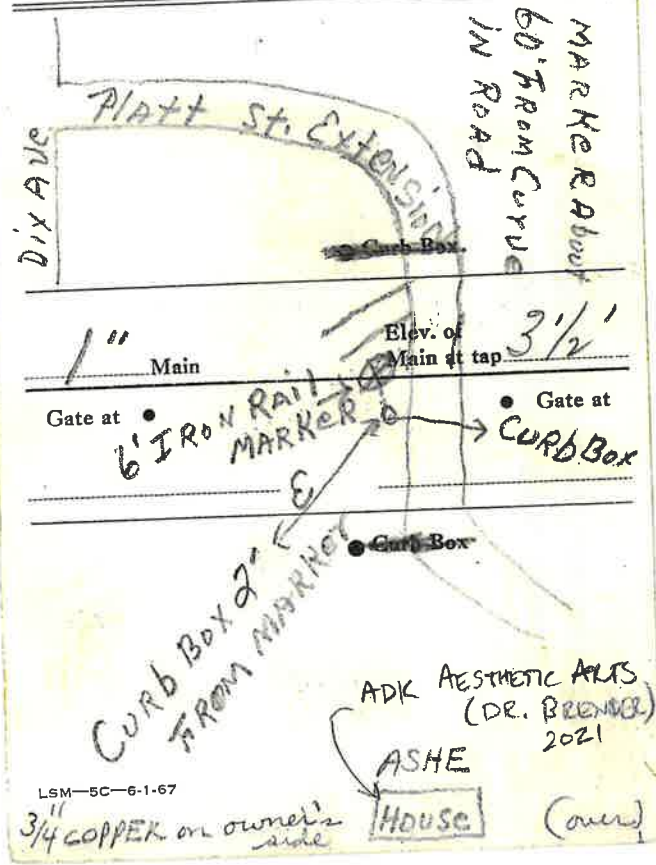 MARKER About
60' FROM Curve
IN ROAD
Platt St. Extension
Dix Ave
Curb Box.
1" Main
Elev. of
Main at tap 3 1/2'
Gate at
6' IRON RAIL
MARKER
Gate at
CURB BOX
Curb Box
CURB BOX 2"
FROM MARKER
ADK AESTHETIC ARTS
(DR. BRENDER)
2021
ASHE
HOUSE
LSM—5C—6-1-67
3/4" COPPER on owner's
side
(over)